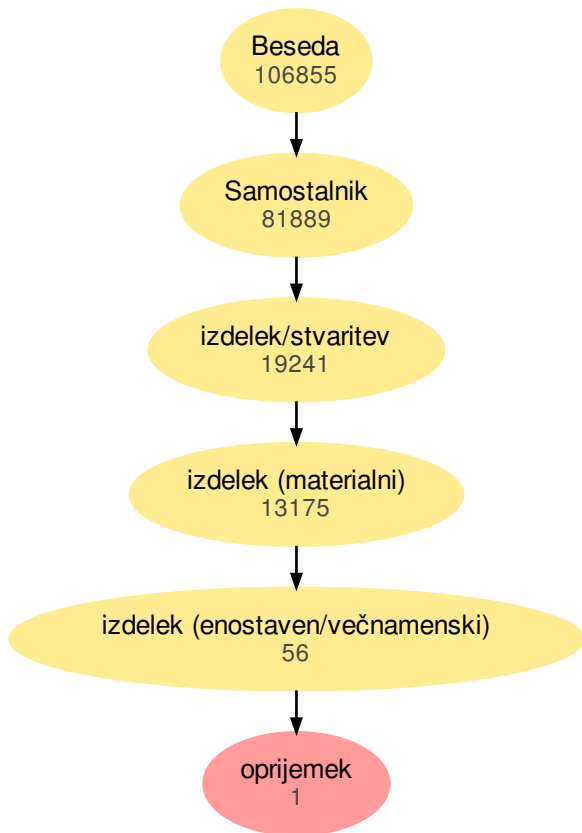 Beseda
106855
Samostalnik
81889
izdelek/stvaritev
19241
izdelek (materialni)
13175
izdelek (enostaven/večnamenski)
56
oprijemek
1